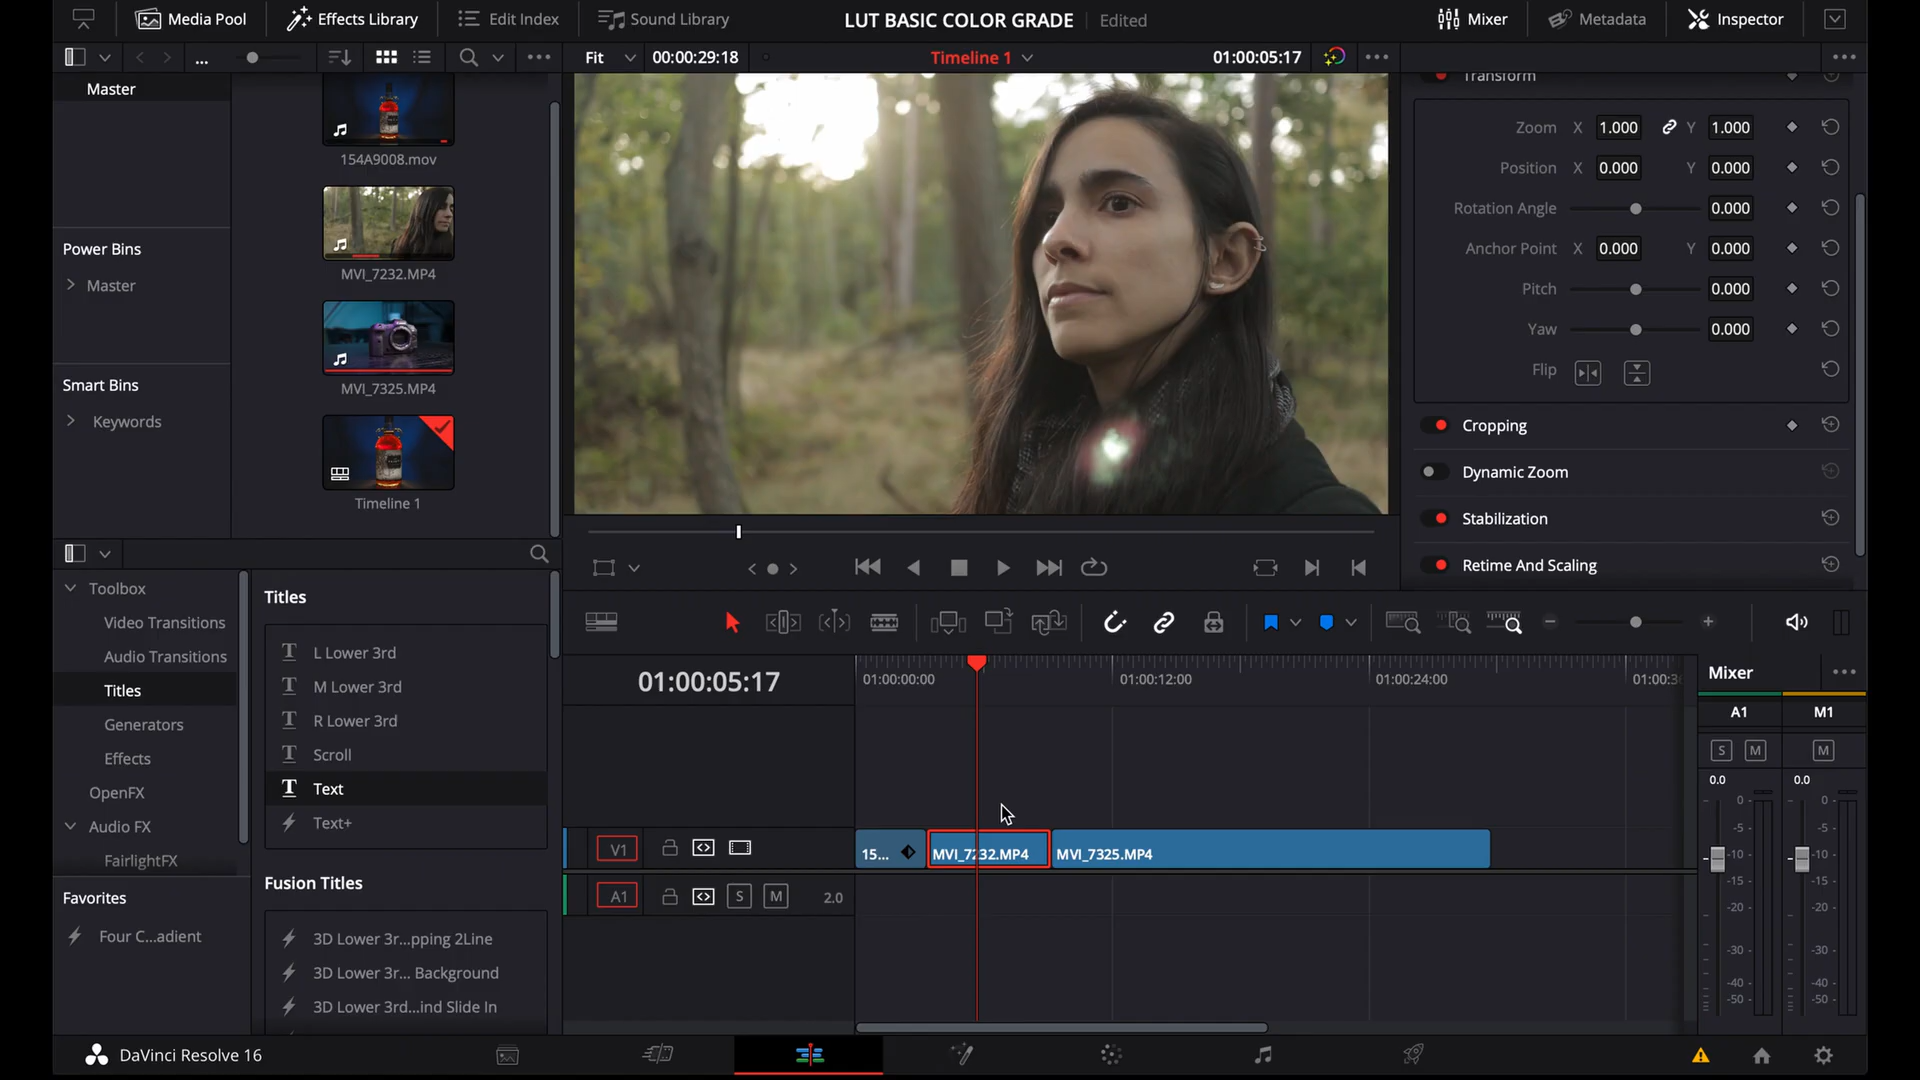 Media Pool
Effects Library
Edit Index
Sound Library
LUT BASIC COLOR GRADE
Edited
Mixer
Metadata
Inspector
...
Fit
00:00:29:18
Timeline 1
01:00:05:17
Master
154A9008.mov
MVI_7232.MP4
Power Bins
Master
MVI_7325.MP4
Smart Bins
Keywords
Timeline 1
Transform
Zoom X 1.000 Y 1.000
Position X 0.000 Y 0.000
Rotation Angle 0.000
Anchor Point X 0.000 Y 0.000
Pitch 0.000
Yaw 0.000
Flip
Cropping
Dynamic Zoom
Stabilization
Retime And Scaling
Toolbox
Video Transitions
Audio Transitions
Titles
Generators
Effects
OpenFX
Audio FX
FairlightFX
Favorites
Four C...adient
Titles
L Lower 3rd
M Lower 3rd
R Lower 3rd
Scroll
Text
Text+
Fusion Titles
3D Lower 3r...pping 2Line
3D Lower 3r... Background
3D Lower 3rd...ind Slide In
01:00:05:17
01:00:00:00
01:00:12:00
01:00:24:00
V1
15...
MVI_7232.MP4
MVI_7325.MP4
A1
S
M
2.0
Mixer
A1
M1
S
M
M
0.0
0.0
0
-5
-10
-15
-20
-30
-40
-50
0
-5
-10
-15
-20
-30
-40
-50
DaVinci Resolve 16